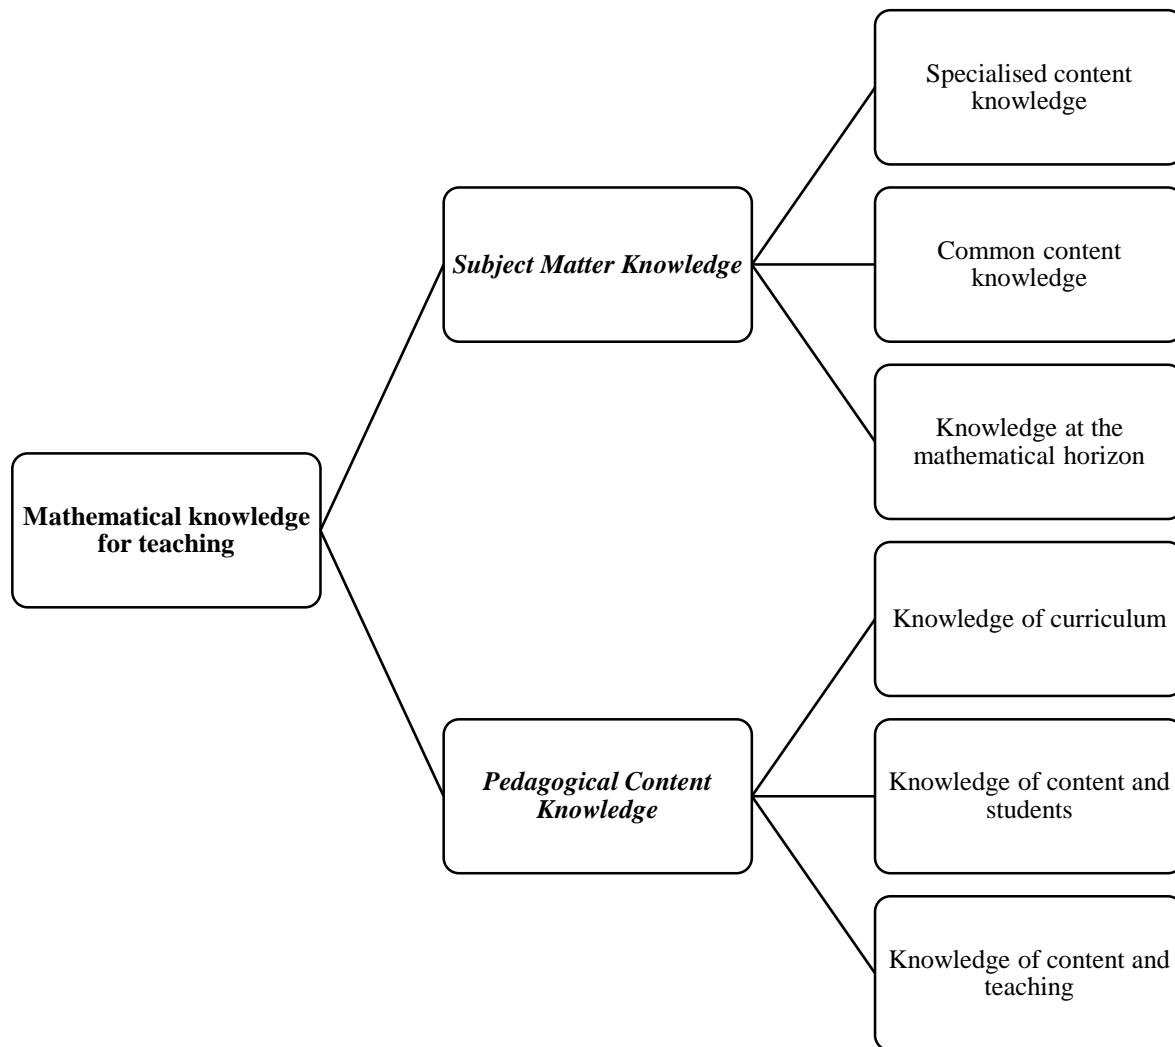 Mathematical knowledge
for teaching
Subject Matter Knowledge
Specialised content
knowledge
Common content
knowledge
Knowledge at the
mathematical horizon
Pedagogical Content
Knowledge
Knowledge of curriculum
Knowledge of content and
students
Knowledge of content and
teaching